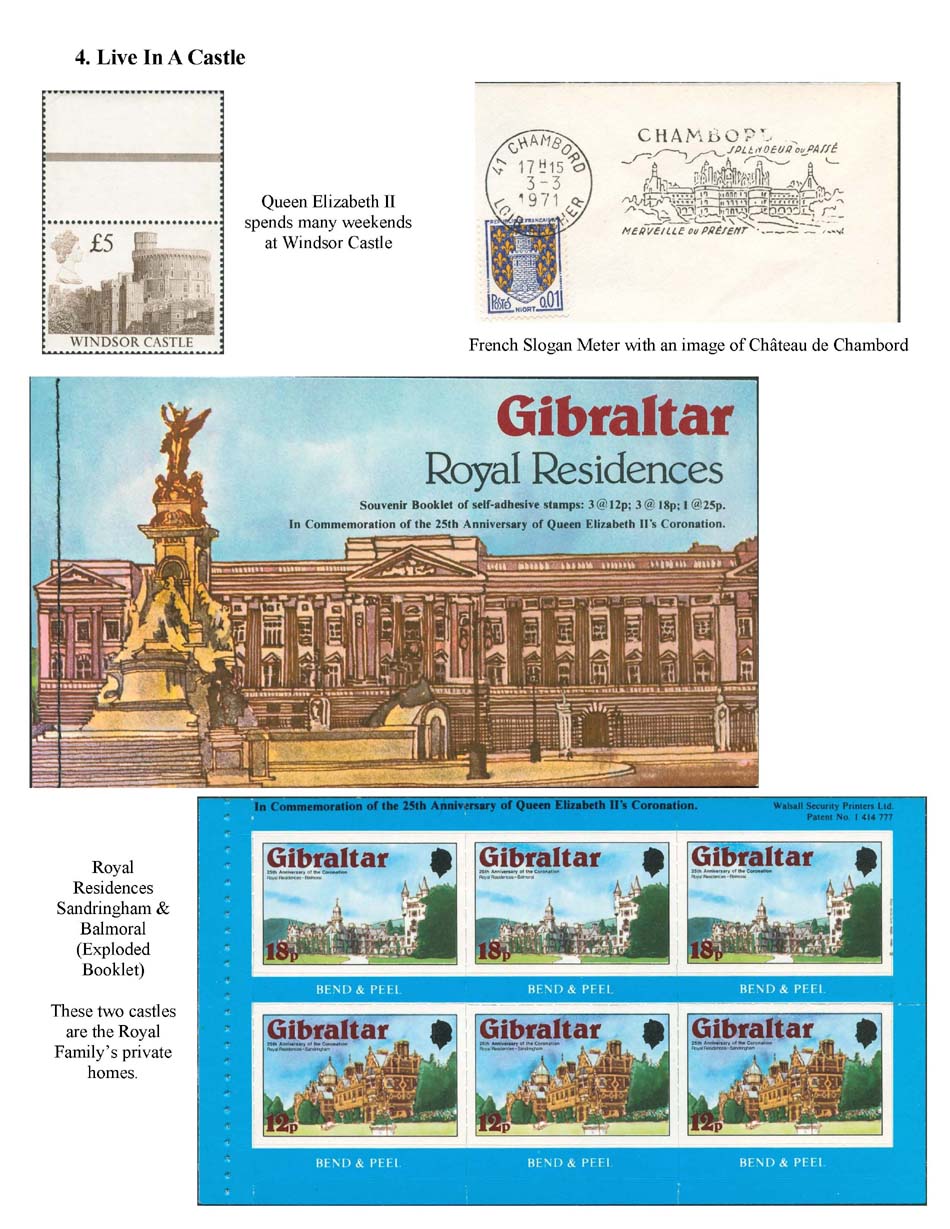 4. Live In A Castle
£5
WINDSOR CASTLE
Queen Elizabeth II
spends many weekends
at Windsor Castle
41 CHAMBORD
17H15
3-3
1971
POSTES
NIORT
0,01
CHAMBORD
SPLENDEUR DU PASSÉ
MERVEILLE DU PRÉSENT
French Slogan Meter with an image of Château de Chambord
Gibraltar
Royal Residences
Souvenir Booklet of self-adhesive stamps: 3@12p; 3@18p; 1@25p.
In Commemoration of the 25th Anniversary of Queen Elizabeth II's Coronation.
In Commemoration of the 25th Anniversary of Queen Elizabeth II's Coronation.
Walsall Security Printers Ltd.
Patent No. 1 414 777
Royal
Residences
Sandringham &
Balmoral
(Exploded
Booklet)
These two castles
are the Royal
Family's private
homes.
Gibraltar
25th Anniversary of the Coronation
Royal Residences-Balmoral
18p
Gibraltar
25th Anniversary of the Coronation
Royal Residences-Balmoral
18p
Gibraltar
25th Anniversary of the Coronation
Royal Residences-Balmoral
18p
BEND & PEEL
BEND & PEEL
BEND & PEEL
Gibraltar
25th Anniversary of the Coronation
Royal Residences-Sandringham
12p
Gibraltar
25th Anniversary of the Coronation
Royal Residences-Sandringham
12p
Gibraltar
25th Anniversary of the Coronation
Royal Residences-Sandringham
12p
BEND & PEEL
BEND & PEEL
BEND & PEEL